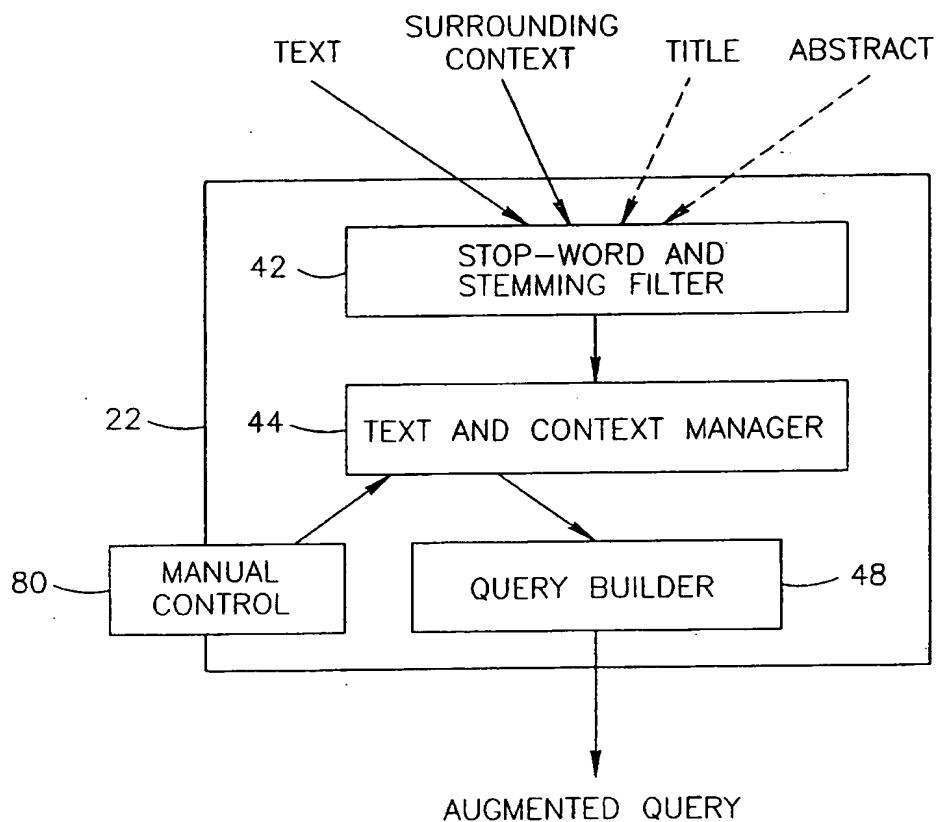 TEXT
SURROUNDING
CONTEXT
TITLE
ABSTRACT
42
STOP-WORD AND
STEMMING FILTER
22
44
TEXT AND CONTEXT MANAGER
80
MANUAL
CONTROL
QUERY BUILDER
48
AUGMENTED QUERY